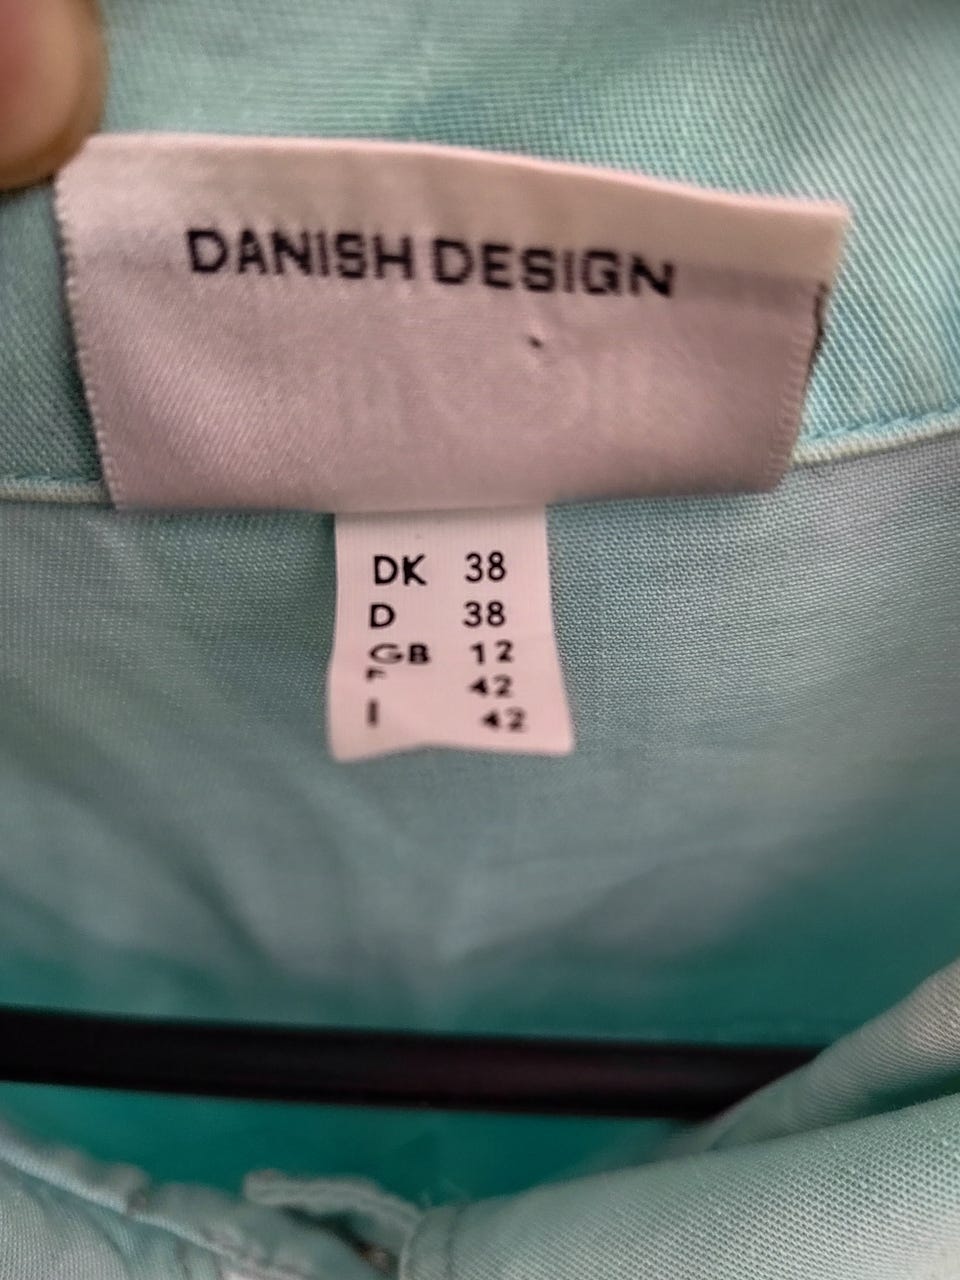 DANISH DESIGN
DK 38
D 38
GB 12
F 42
I 42